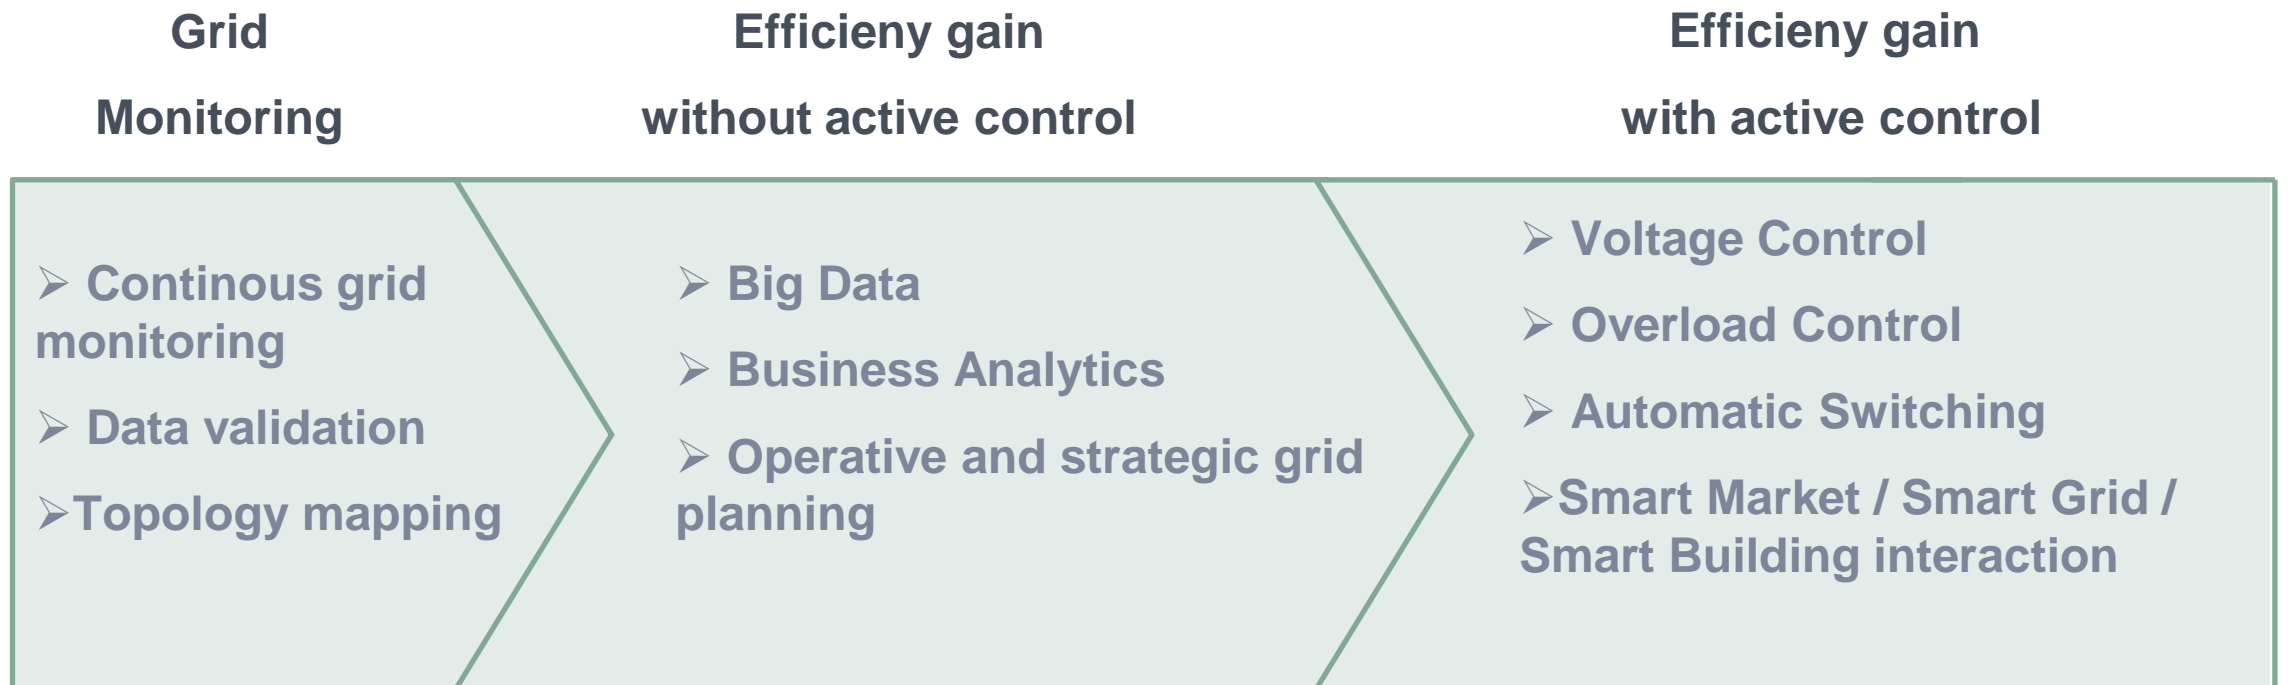 Grid
Monitoring
Efficieny gain
without active control
Efficieny gain
with active control
➢ Continous grid
monitoring
➢ Data validation
➢Topology mapping
➢ Big Data
➢ Business Analytics
➢ Operative and strategic grid
planning
➢ Voltage Control
➢ Overload Control
➢ Automatic Switching
➢Smart Market / Smart Grid /
Smart Building interaction